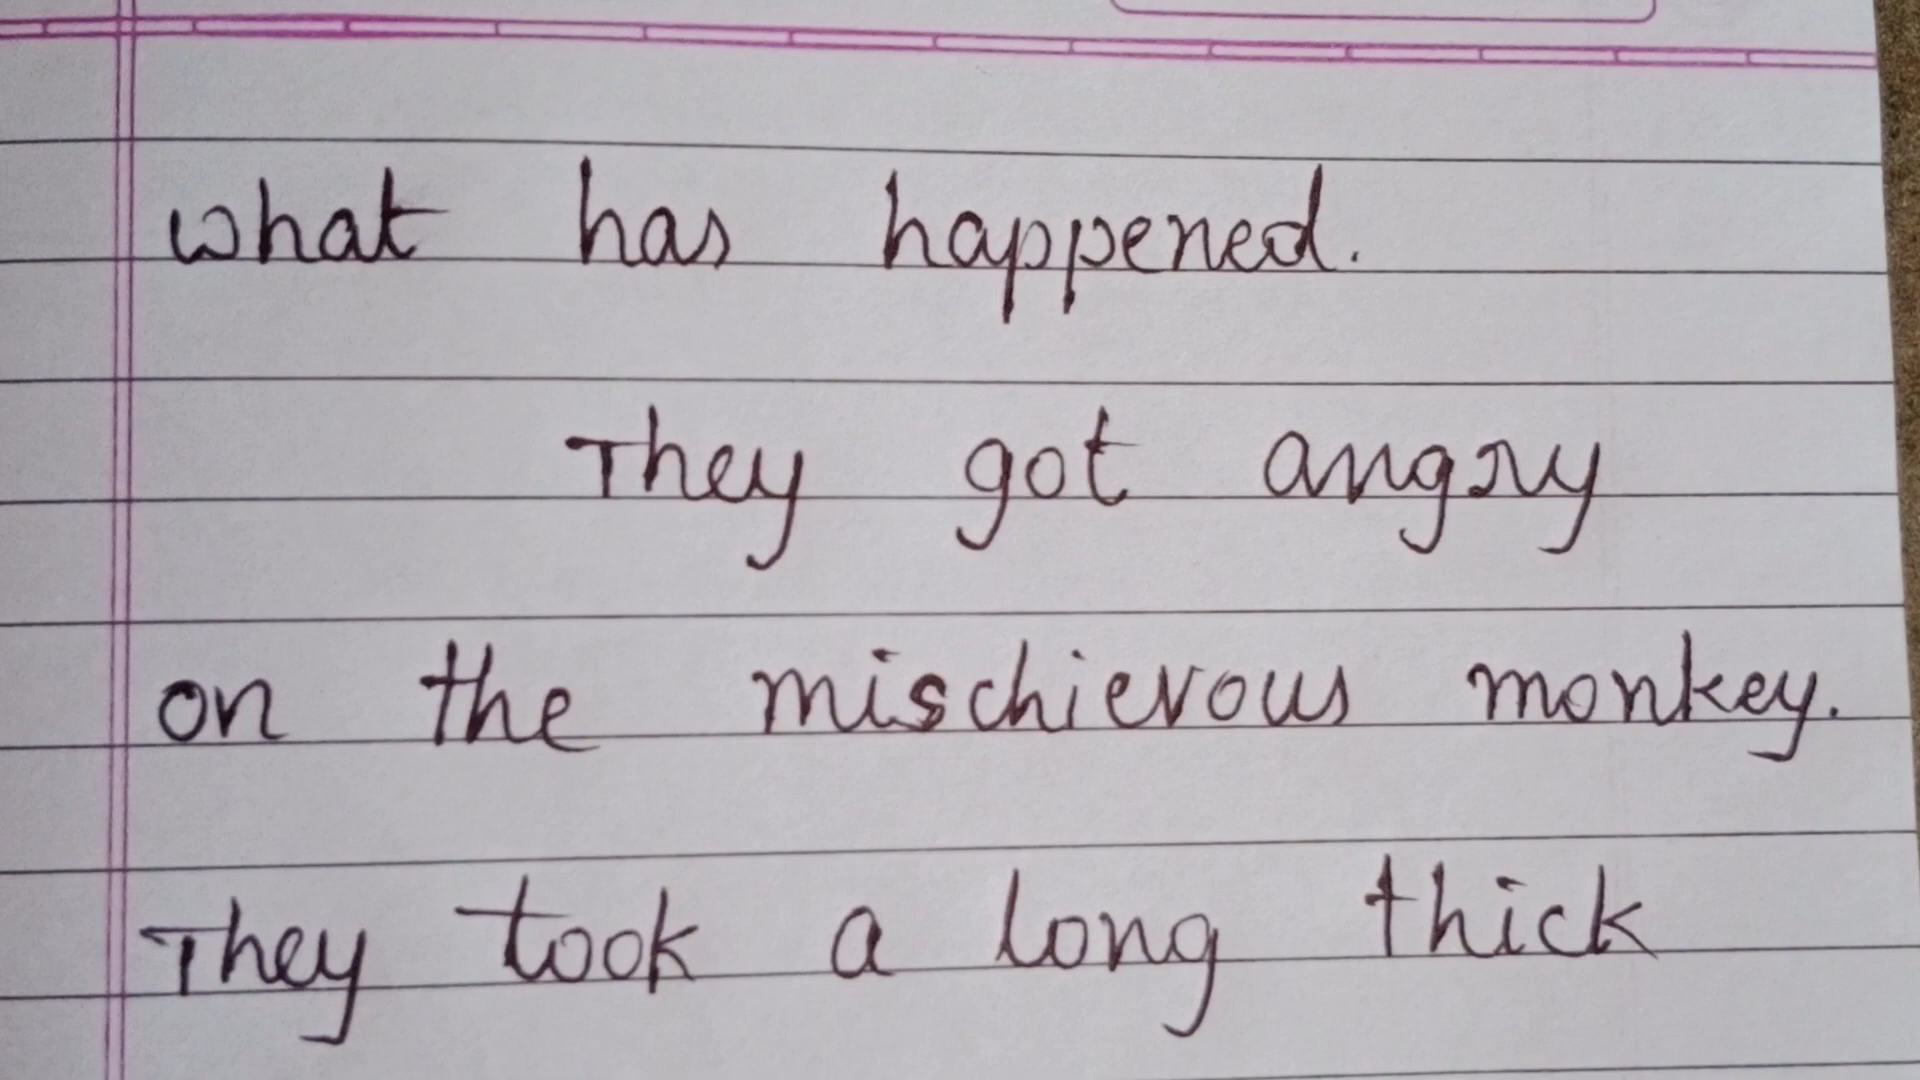 what has happened.
They got angry
on the mischievous monkey.
They took a long thick